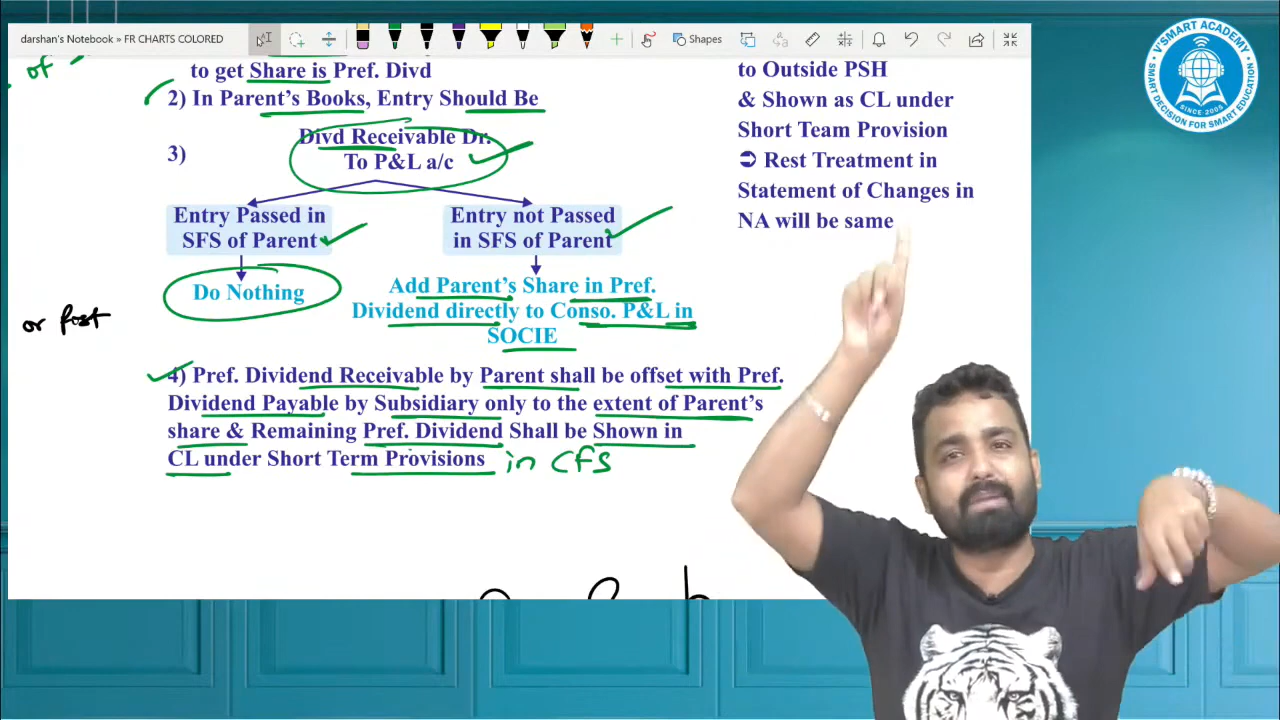 darshan's Notebook » FR CHARTS COLORED
Shapes
V'SMART ACADEMY
SINCE-2005
SMART DECISION FOR SMART EDUCATION
of
to get Share is Pref. Divd
2) In Parent's Books, Entry Should Be
3)
Divd Receivable Dr.
To P&L a/c
Entry Passed in
SFS of Parent
Do Nothing
Entry not Passed
in SFS of Parent
Add Parent's Share in Pref.
Dividend directly to Conso. P&L in
SOCIE
or first
4) Pref. Dividend Receivable by Parent shall be offset with Pref.
Dividend Payable by Subsidiary only to the extent of Parent's
share & Remaining Pref. Dividend Shall be Shown in
CL under Short Term Provisions in CFS
to Outside PSH
& Shown as CL under
Short Team Provision
➲ Rest Treatment in
Statement of Changes in
NA will be same